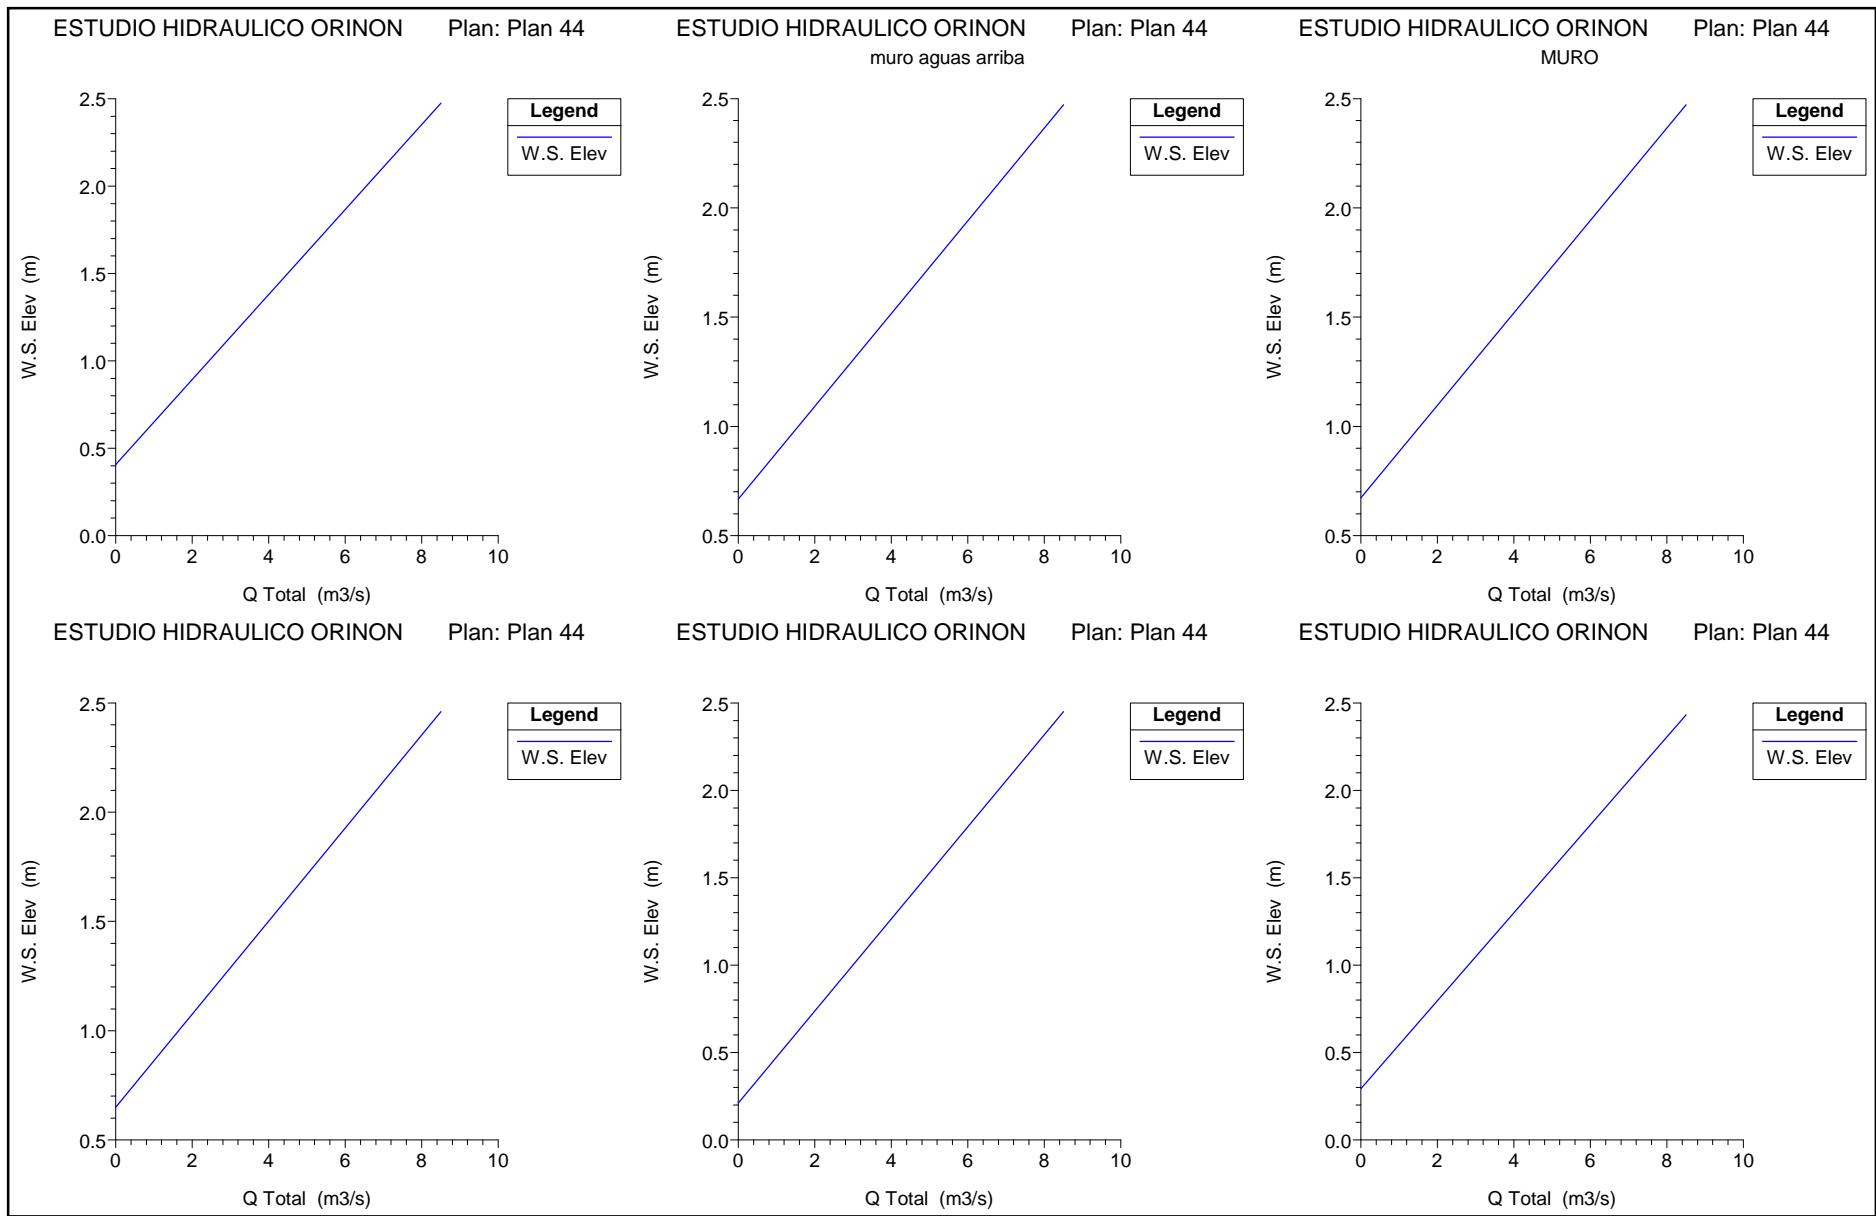 ESTUDIO HIDRAULICO ORINON Plan: Plan 44
2.5
2.0
1.5
1.0
0.5
0.0
0 2 4 6 8 10
W.S. Elev (m)
Q Total (m3/s)
Legend
W.S. Elev
ESTUDIO HIDRAULICO ORINON Plan: Plan 44
muro aguas arriba
2.5
2.0
1.5
1.0
0.5
0 2 4 6 8 10
W.S. Elev (m)
Q Total (m3/s)
Legend
W.S. Elev
ESTUDIO HIDRAULICO ORINON Plan: Plan 44
MURO
2.5
2.0
1.5
1.0
0.5
0 2 4 6 8 10
W.S. Elev (m)
Q Total (m3/s)
Legend
W.S. Elev
ESTUDIO HIDRAULICO ORINON Plan: Plan 44
2.5
2.0
1.5
1.0
0.5
0 2 4 6 8 10
W.S. Elev (m)
Q Total (m3/s)
Legend
W.S. Elev
ESTUDIO HIDRAULICO ORINON Plan: Plan 44
2.5
2.0
1.5
1.0
0.5
0.0
0 2 4 6 8 10
W.S. Elev (m)
Q Total (m3/s)
Legend
W.S. Elev
ESTUDIO HIDRAULICO ORINON Plan: Plan 44
2.5
2.0
1.5
1.0
0.5
0.0
0 2 4 6 8 10
W.S. Elev (m)
Q Total (m3/s)
Legend
W.S. Elev